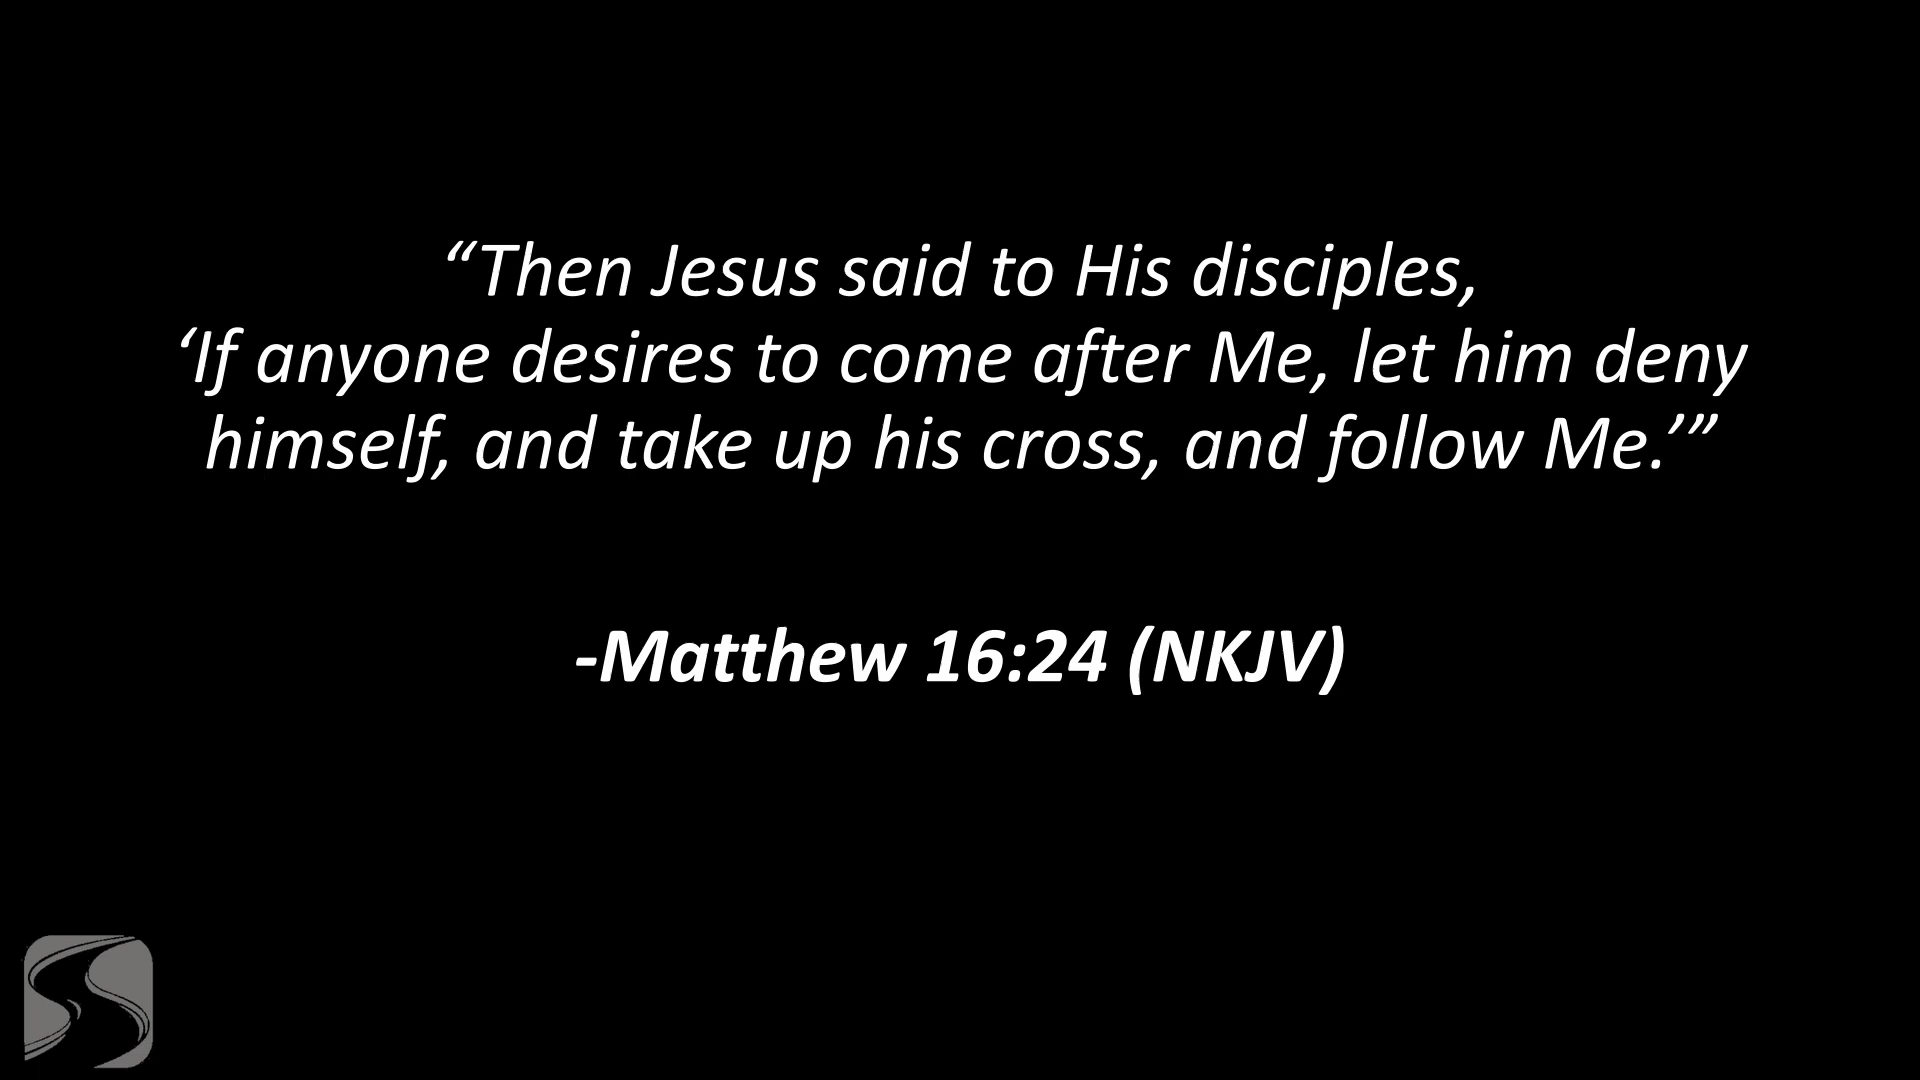 “Then Jesus said to His disciples,
‘If anyone desires to come after Me, let him deny
himself, and take up his cross, and follow Me.’”
-Matthew 16:24 (NKJV)